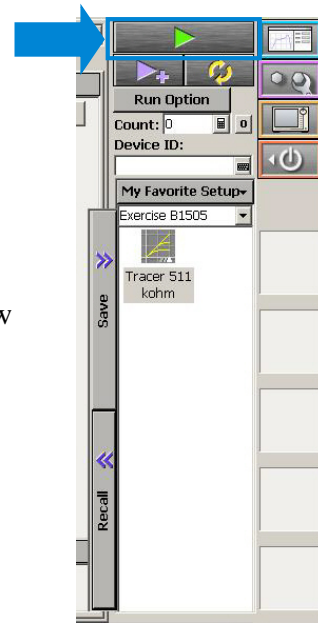 Run Option
Count: 0
0
Device ID:
My Favorite Setup
Exercise B1505
Tracer 511
kohm
Save
w
Recall